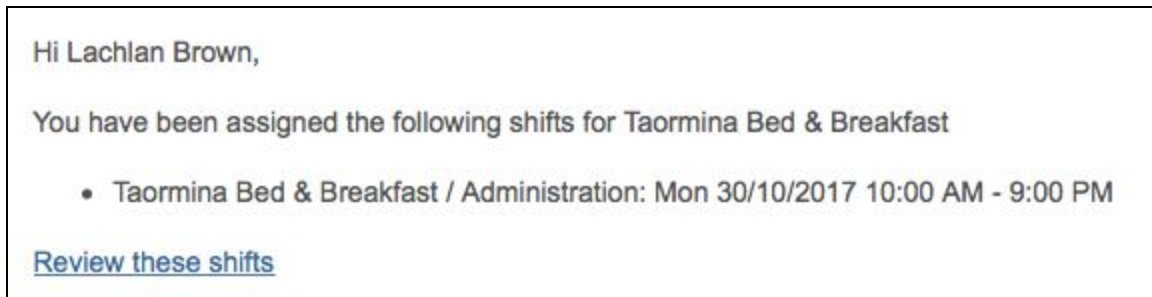 Hi Lachlan Brown,
You have been assigned the following shifts for Taormina Bed & Breakfast
• Taormina Bed & Breakfast / Administration: Mon 30/10/2017 10:00 AM - 9:00 PM
Review these shifts